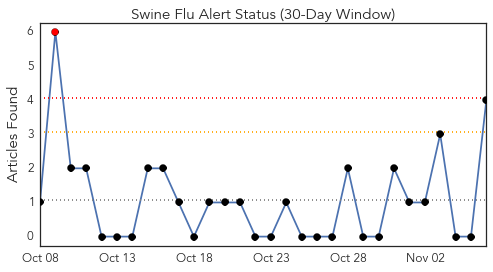 Swine Flu Alert Status (30-Day Window)
Articles Found
6
5
4
3
2
1
0
Oct 08 Oct 13 Oct 18 Oct 23 Oct 28 Nov 02